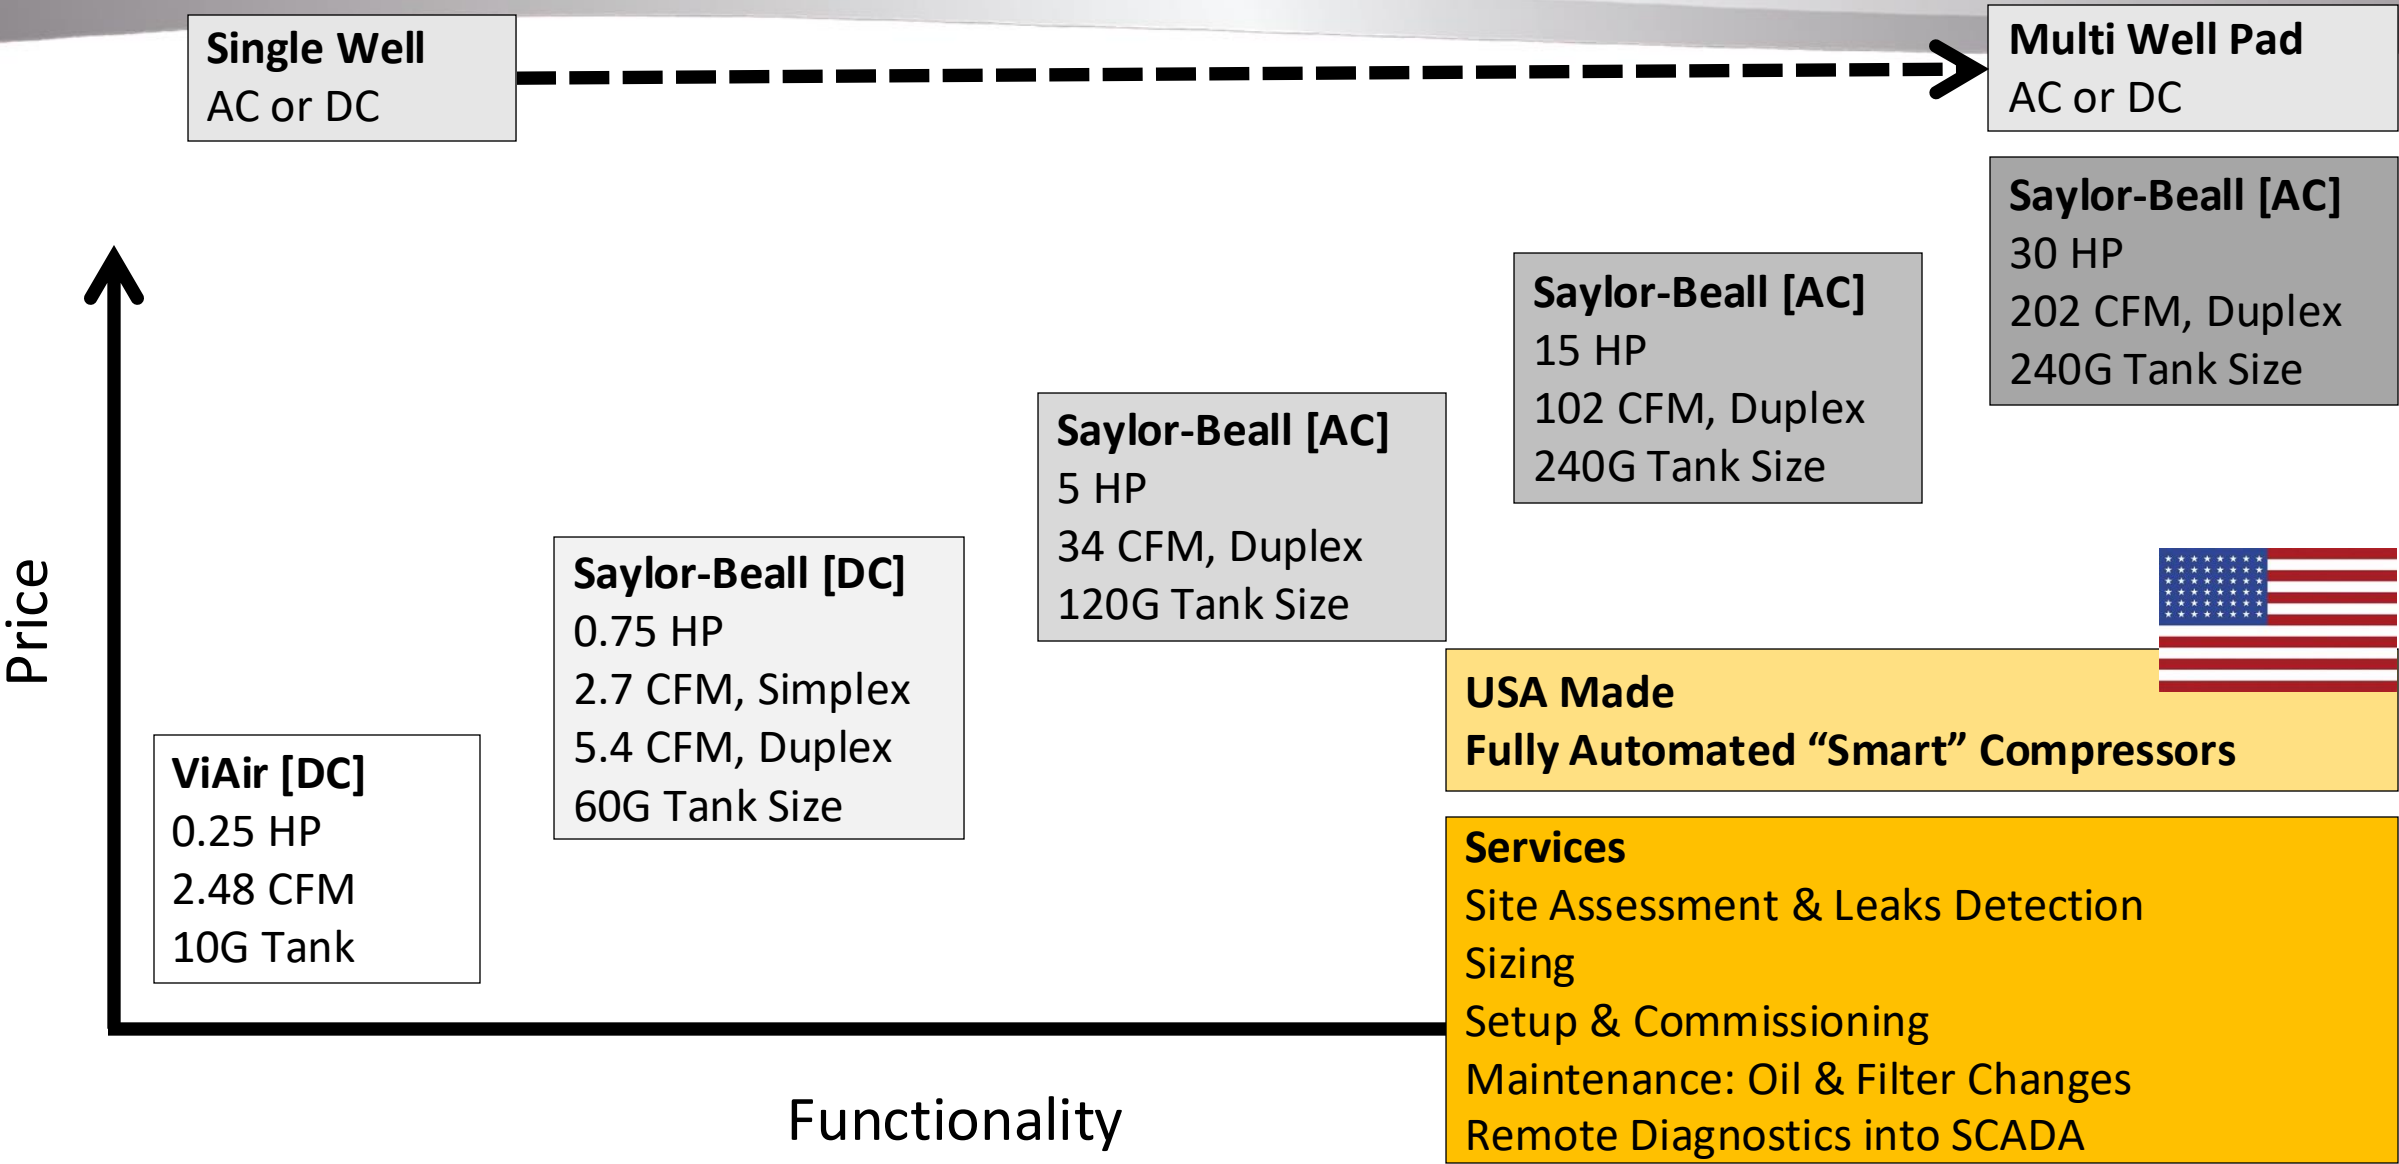 Single Well
AC or DC
Multi Well Pad
AC or DC
Saylor-Beall [AC]
30 HP
202 CFM, Duplex
240G Tank Size
Saylor-Beall [AC]
15 HP
102 CFM, Duplex
240G Tank Size
Saylor-Beall [AC]
5 HP
34 CFM, Duplex
120G Tank Size
Saylor-Beall [DC]
0.75 HP
2.7 CFM, Simplex
5.4 CFM, Duplex
60G Tank Size
ViAir [DC]
0.25 HP
2.48 CFM
10G Tank
Price
Functionality
USA Made
Fully Automated “Smart” Compressors
Services
Site Assessment & Leaks Detection
Sizing
Setup & Commissioning
Maintenance: Oil & Filter Changes
Remote Diagnostics into SCADA